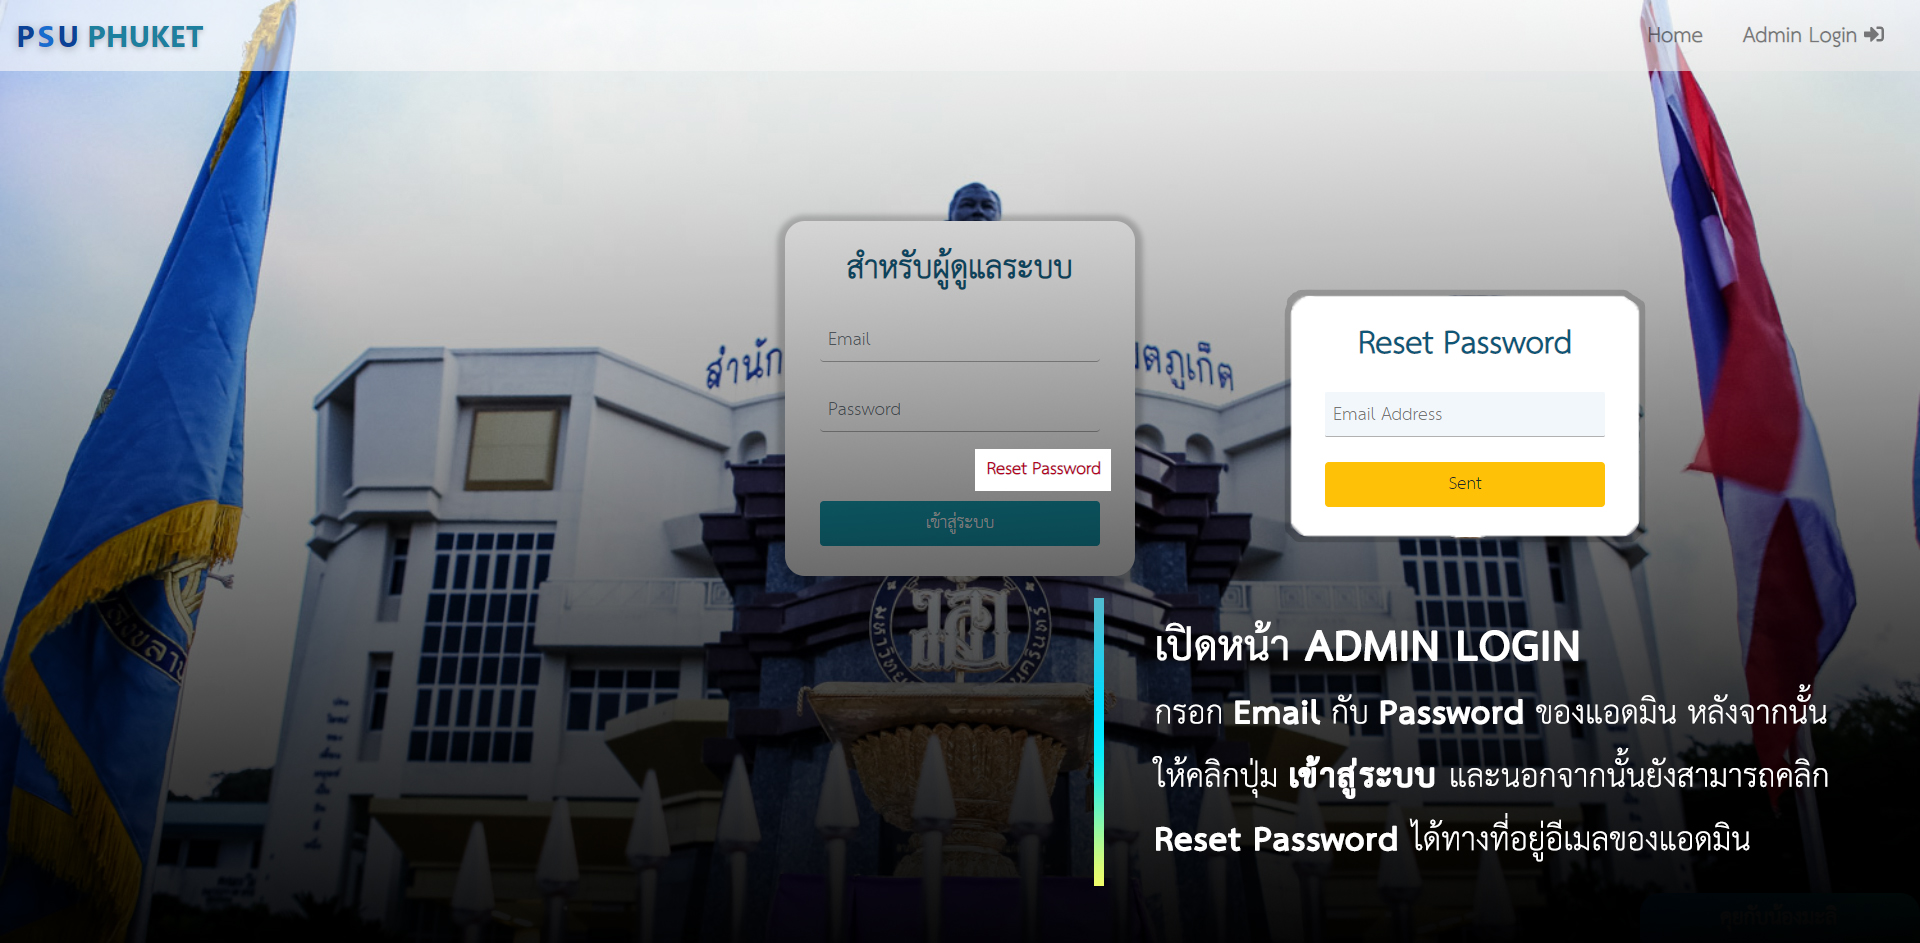 PSU PHUKET
Home
Admin Login
สำหรับผู้ดูแลระบบ
Email
Password
Reset Password
เข้าสู่ระบบ
สำนัก
ตภูเก็ต
Reset Password
Email Address
Sent
เปิดหน้า ADMIN LOGIN
กรอก Email กับ Password ของแอดมิน หลังจากนั้น
ให้คลิกปุ่ม เข้าสู่ระบบ และนอกจากนั้นยังสามารถคลิก
Reset Password ได้ทางที่อยู่อีเมลของแอดมิน